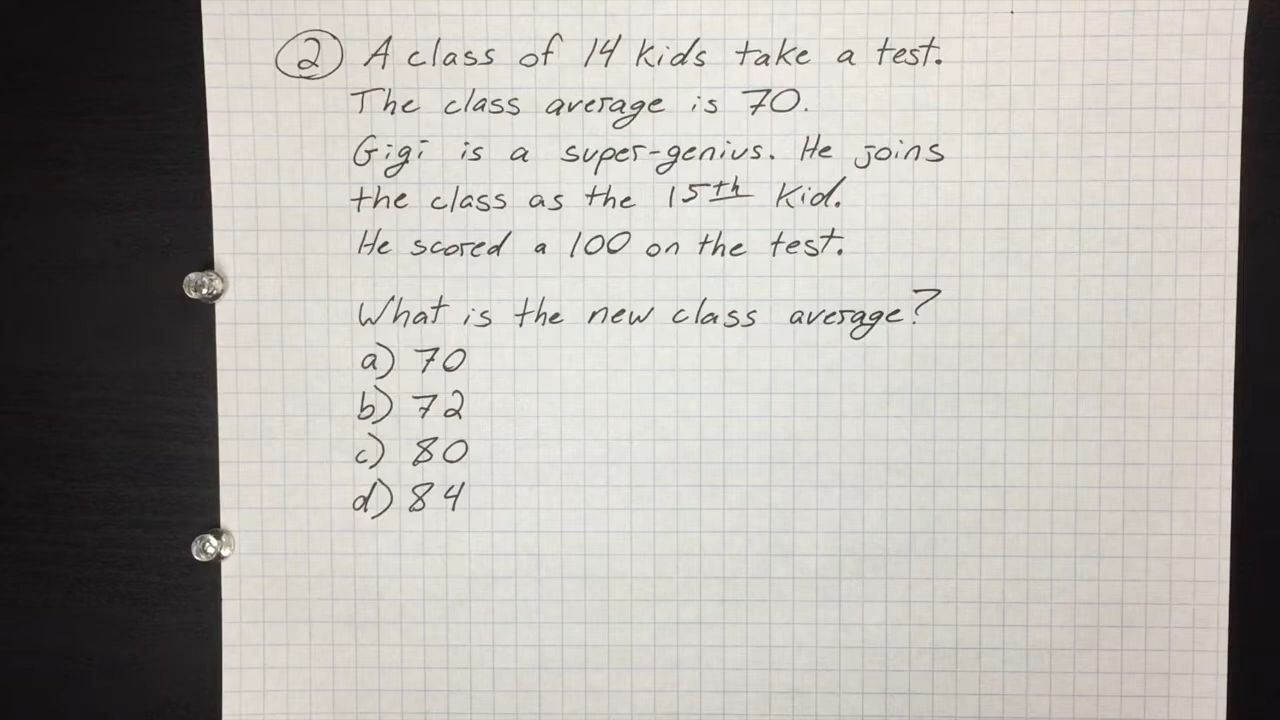 2 A class of 14 kids take a test.
The class average is 70.
Gigi is a super-genius. He joins
the class as the 15th kid.
He scored a 100 on the test.
What is the new class average?
a) 70
b) 72
c) 80
d) 84